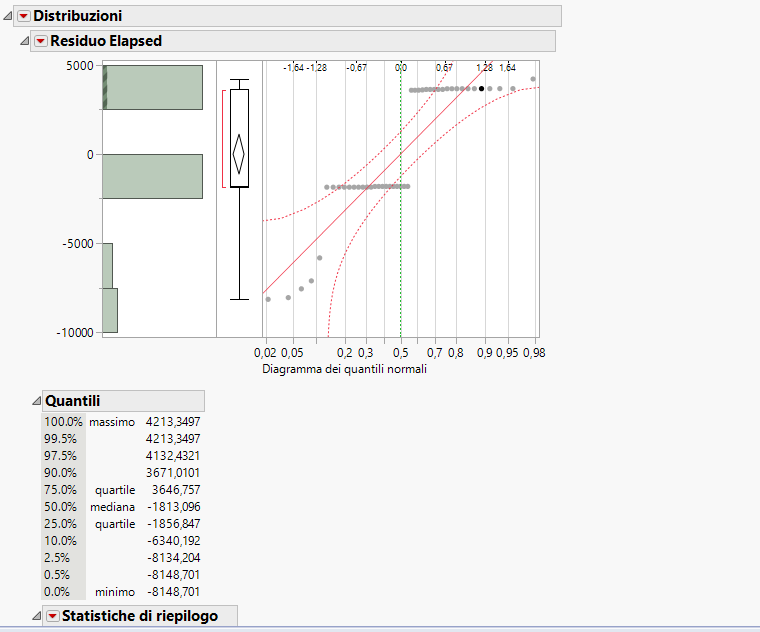 Distribuzioni
Residuo Elapsed
-1,64 -1,28 -0,67 0,0 0,67 1,28 1,64
5000
0
-5000
-10000
0,02 0,05 0,2 0,3 0,5 0,7 0,8 0,9 0,95 0,98
Diagramma dei quantili normali
Quantili
100.0% massimo 4213,3497
99.5% 4213,3497
97.5% 4132,4321
90.0% 3671,0101
75.0% quartile 3646,757
50.0% mediana -1813,096
25.0% quartile -1856,847
10.0% -6340,192
2.5% -8134,204
0.5% -8148,701
0.0% minimo -8148,701
Statistiche di riepilogo